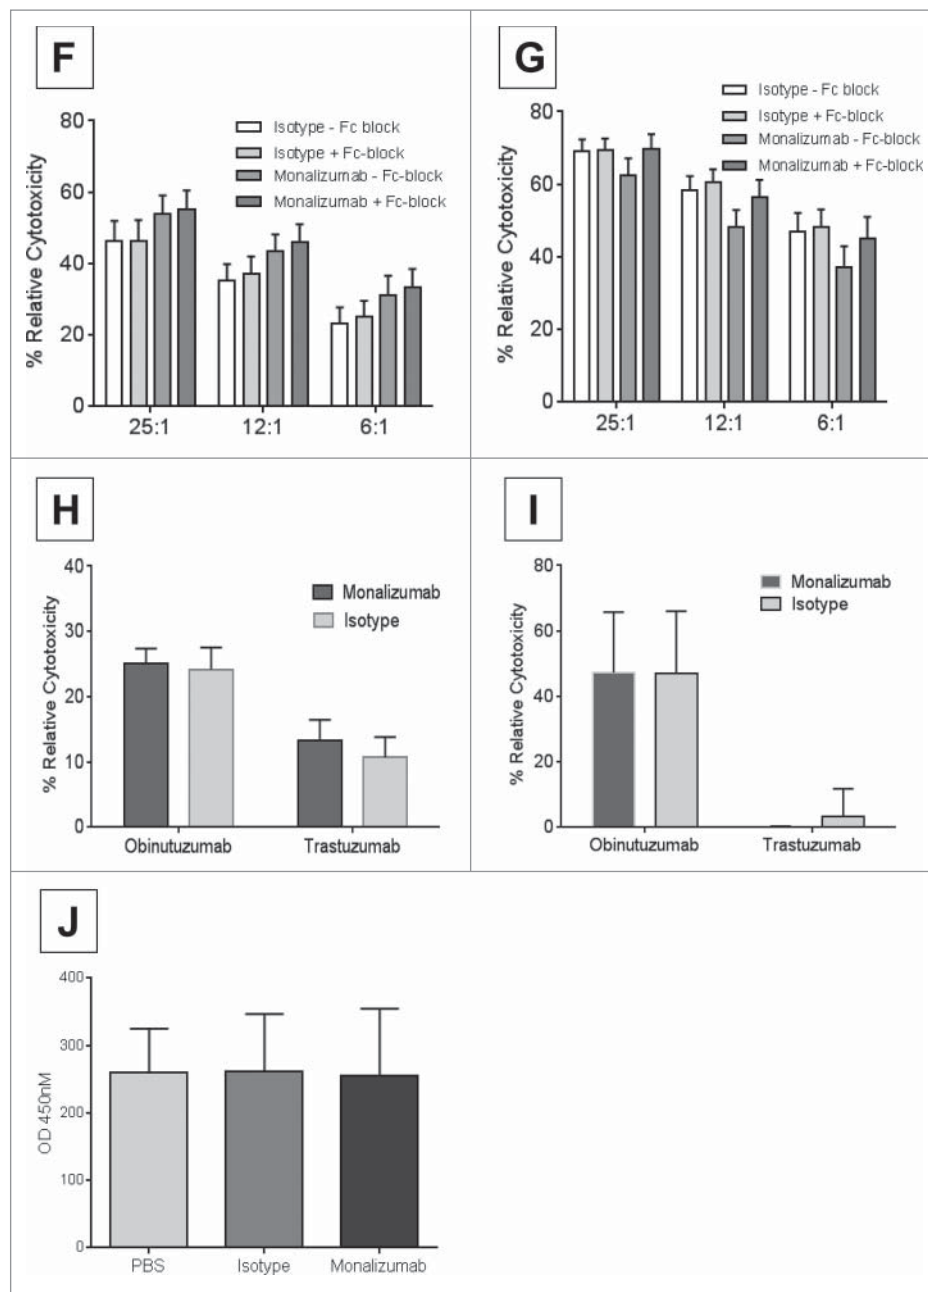 F
80
60
40
20
0
% Relative Cytotoxicity
Isotype - Fc block
Isotype + Fc-block
Monalizumab - Fc-block
Monalizumab + Fc-block
25:1 12:1 6:1
G
80
60
40
20
0
% Relative Cytotoxicity
Isotype - Fc block
Isotype + Fc-block
Monalizumab - Fc-block
Monalizumab + Fc-block
25:1 12:1 6:1
H
40
30
20
10
0
% Relative Cytotoxicity
Monalizumab
Isotype
Obinutuzumab Trastuzumab
I
80
60
40
20
0
% Relative Cytotoxicity
Monalizumab
Isotype
Obinutuzumab Trastuzumab
J
400
300
200
100
0
OD 450nM
PBS Isotype Monalizumab